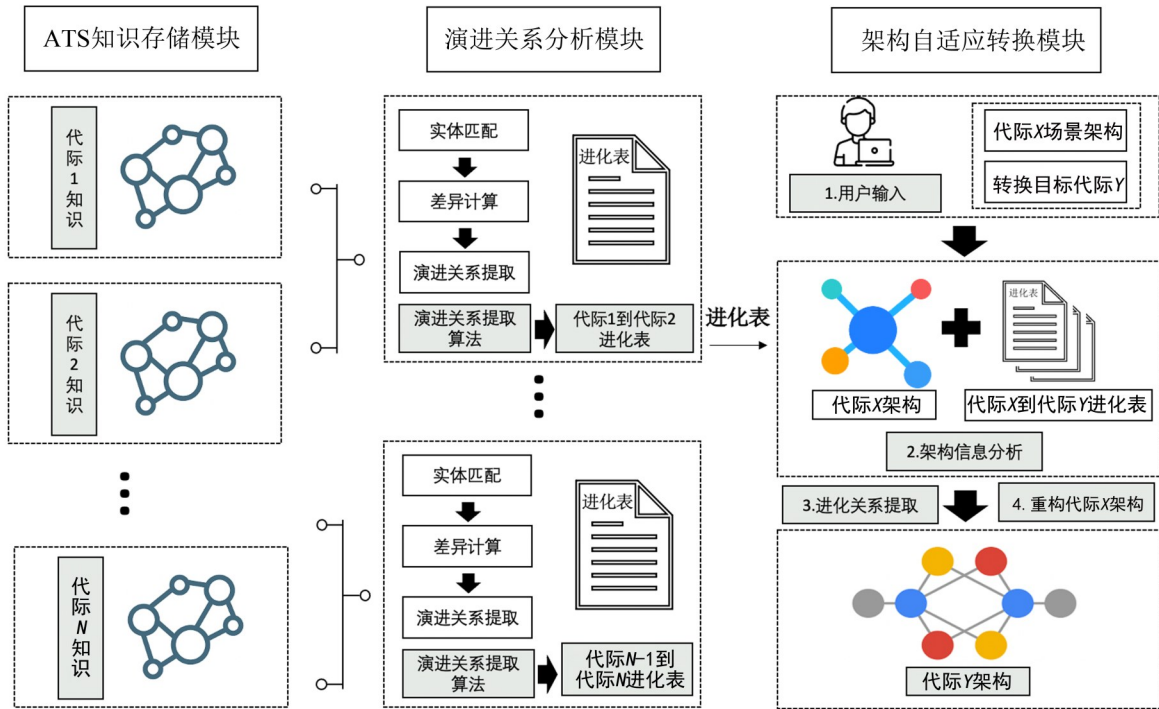 ATS知识存储模块
代际1知识
代际2知识
代际N知识
演进关系分析模块
实体匹配
差异计算
演进关系提取
演进关系提取
算法
进化表
代际1到代际2
进化表
实体匹配
差异计算
演进关系提取
演进关系提取
算法
进化表
代际N-1到
代际N进化表
进化表
架构自适应转换模块
1.用户输入
代际X场景架构
转换目标代际Y
进化表
代际X架构
代际X到代际Y进化表
2.架构信息分析
3.进化关系提取
4. 重构代际X架构
代际Y架构